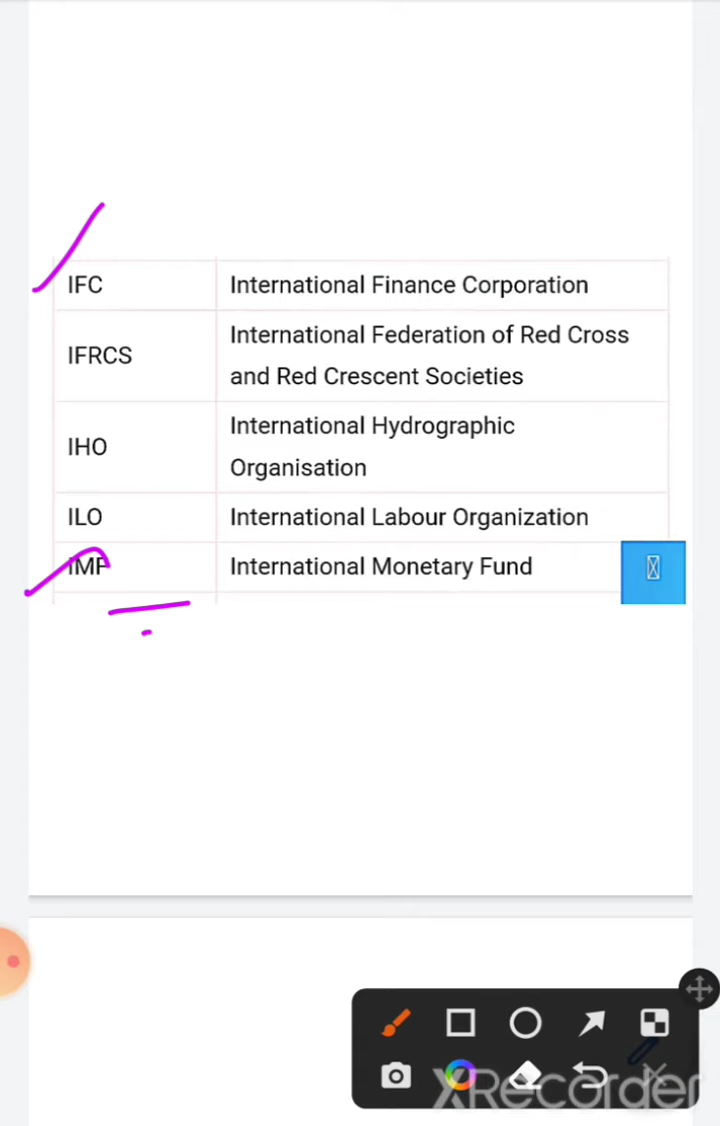 IFC International Finance Corporation
IFRCS International Federation of Red Cross
and Red Crescent Societies
IHO International Hydrographic
Organisation
ILO International Labour Organization
IMF International Monetary Fund
XRecorder